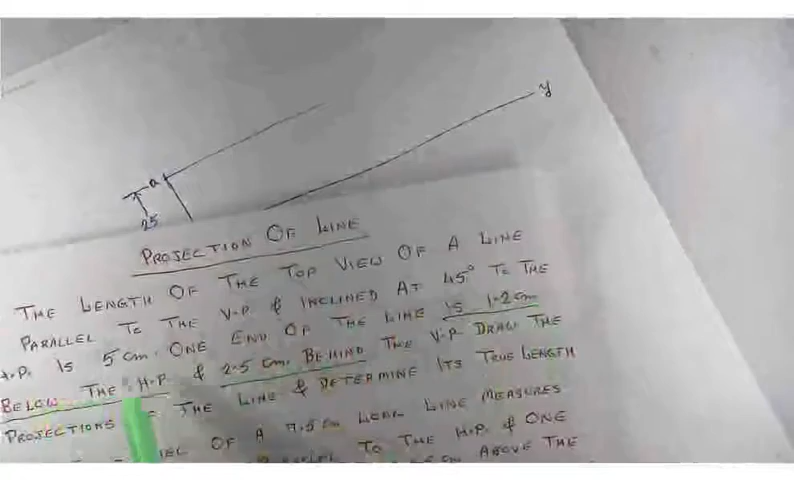 y
a
25
PROJECTION OF LINE
THE LENGTH OF THE TOP VIEW OF A LINE
PARALLEL TO THE V.P. & INCLINED AT 45° TO THE
H.P. IS 5 cm. ONE END OF THE LINE IS 1.2 cm
BELOW THE H.P. & 2.5 cm. BEHIND THE V.P. DRAW THE
PROJECTIONS THE LINE & DETERMINE ITS TRUE LENGTH
OF A 7.5 cm LONG LINE MEASURES
TO THE H.P. & ONE
ABOVE THE